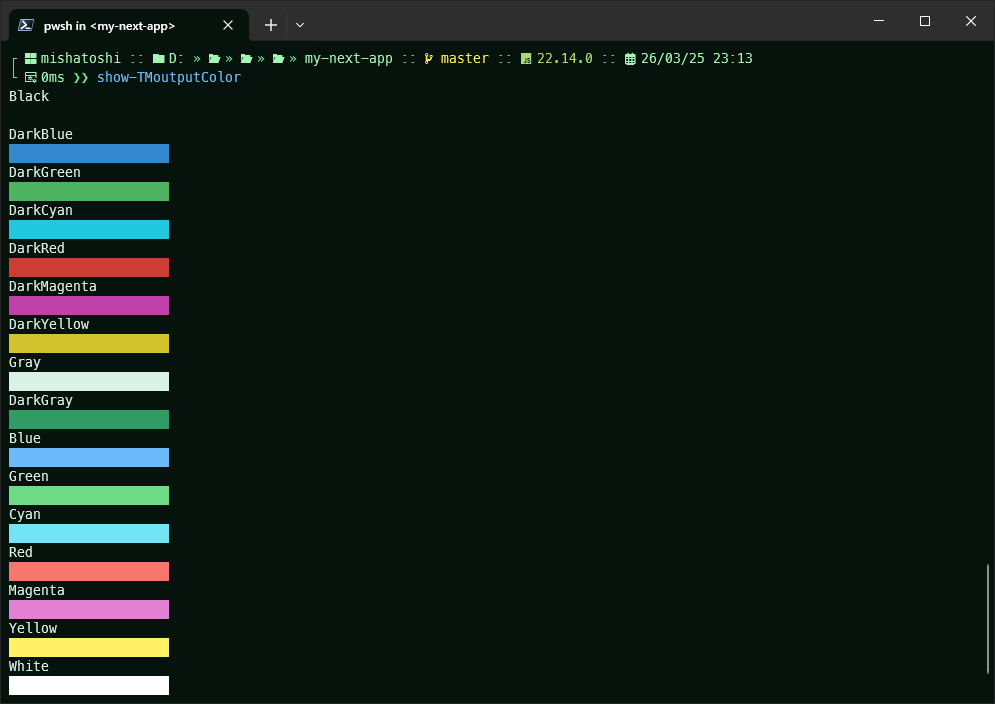 pwsh in <my-next-app>
mishatoshi :: D: » » » » my-next-app :: master :: 22.14.0 :: 26/03/25 23:13
0ms ❯❯ show-TMoutputColor
Black
DarkBlue
DarkGreen
DarkCyan
DarkRed
DarkMagenta
DarkYellow
Gray
DarkGray
Blue
Green
Cyan
Red
Magenta
Yellow
White